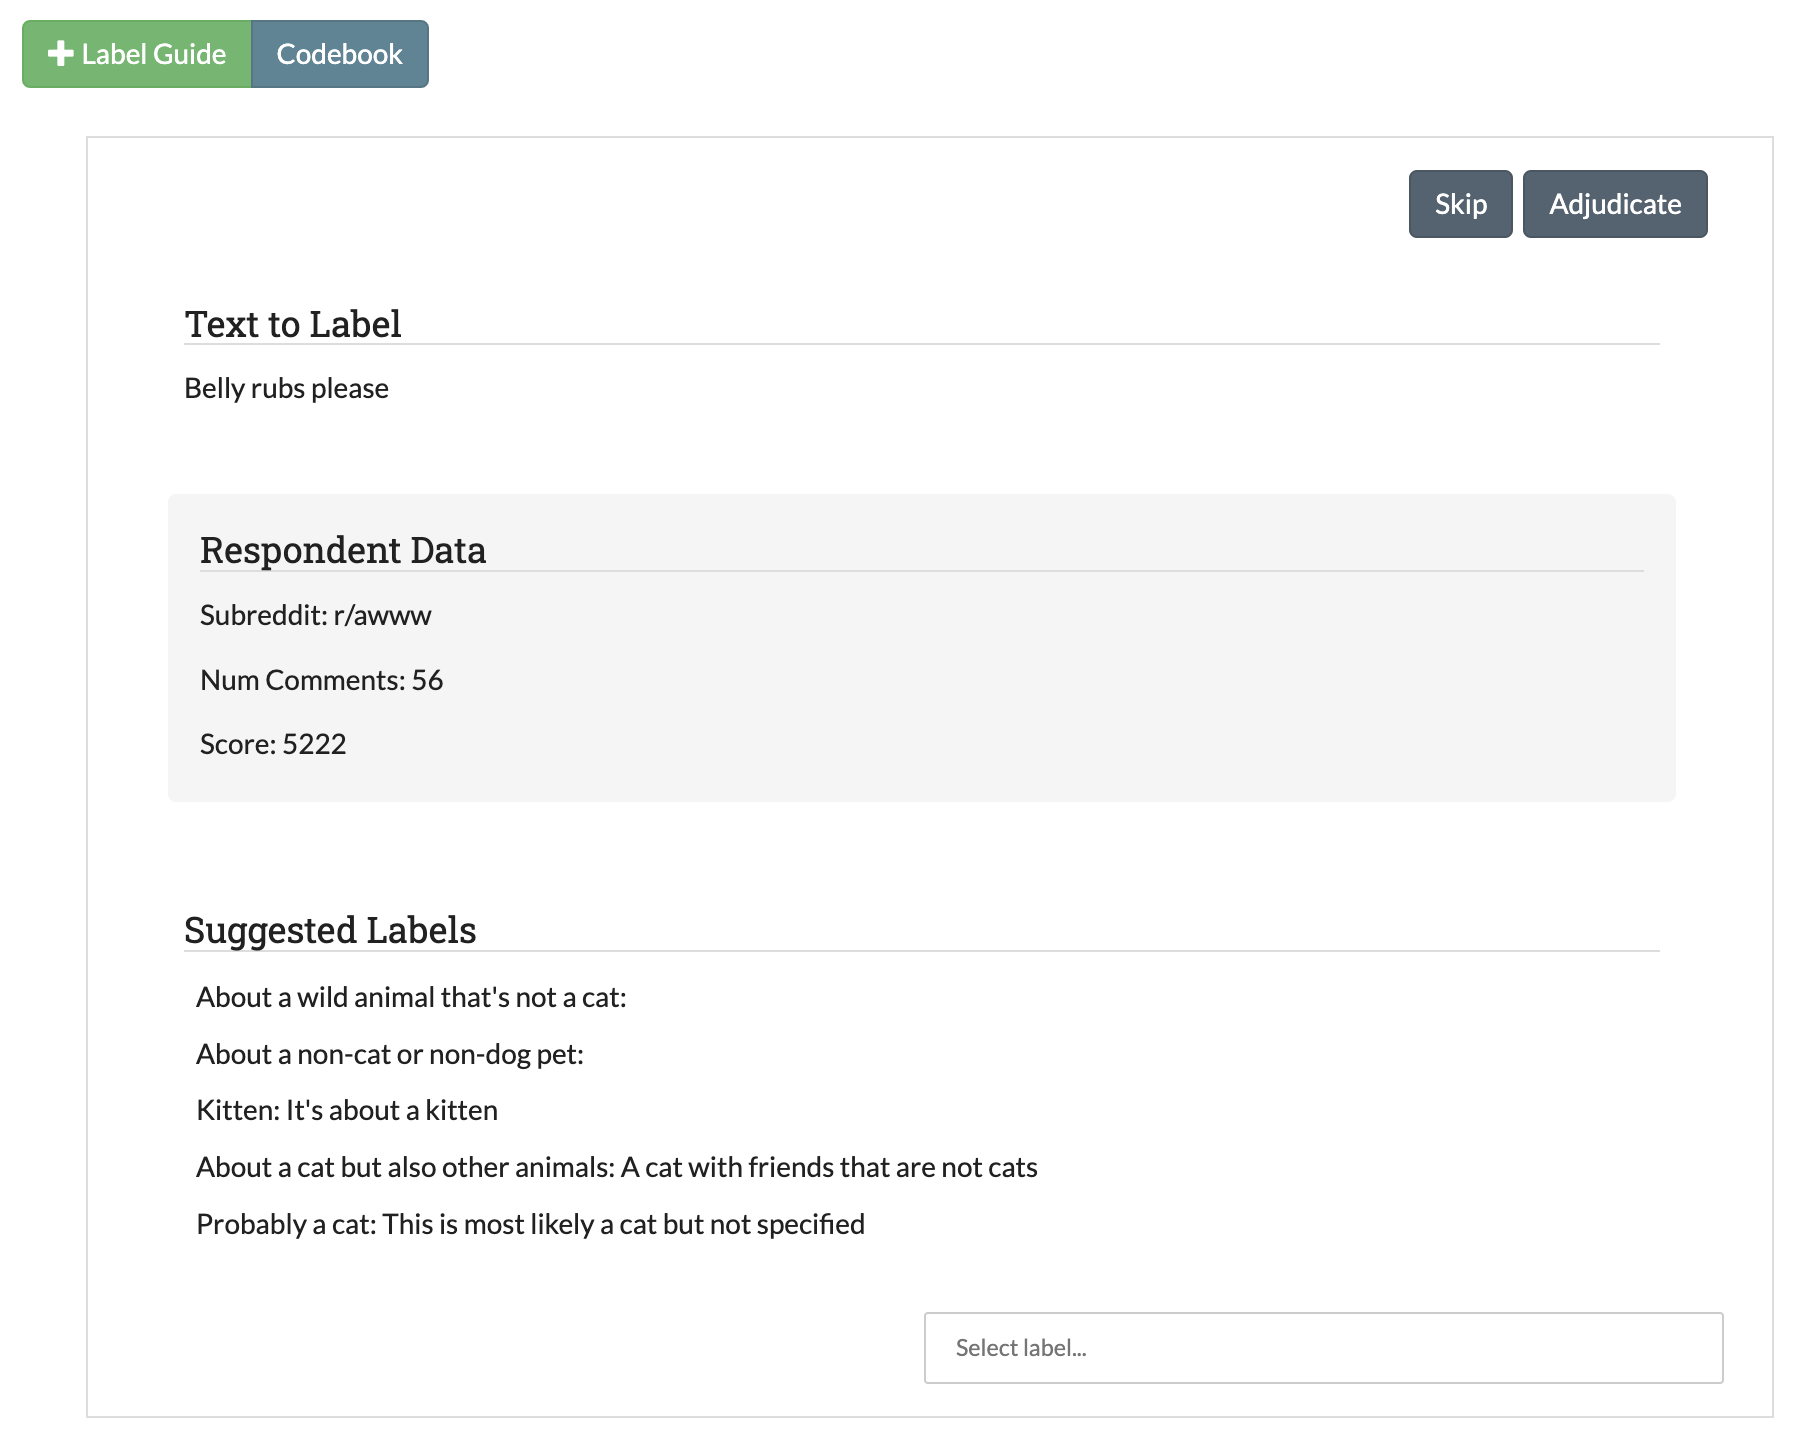 Label Guide
Codebook
Skip
Adjudicate
Text to Label
Belly rubs please
Respondent Data
Subreddit: r/awww
Num Comments: 56
Score: 5222
Suggested Labels
About a wild animal that's not a cat:
About a non-cat or non-dog pet:
Kitten: It's about a kitten
About a cat but also other animals: A cat with friends that are not cats
Probably a cat: This is most likely a cat but not specified
Select label...